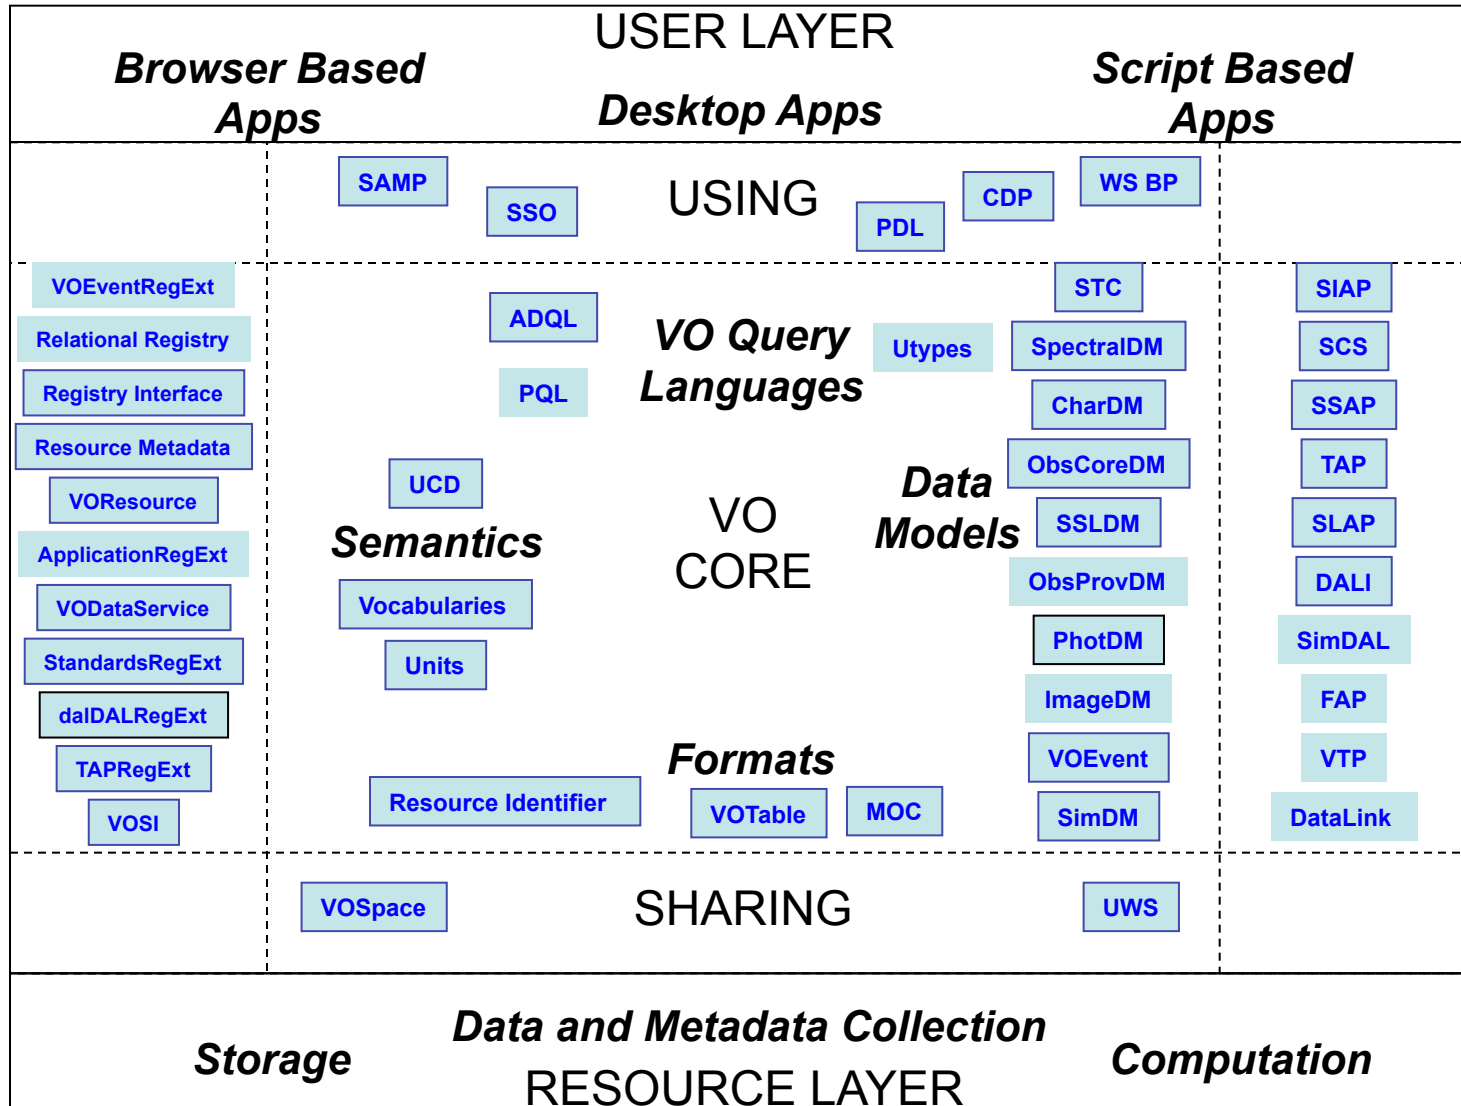 USER LAYER
Browser Based
Apps
Desktop Apps
Script Based
Apps
SAMP
SSO
USING
PDL
CDP
WS BP
VOEventRegExt
Relational Registry
Registry Interface
Resource Metadata
VOResource
ApplicationRegExt
VODataService
StandardsRegExt
dalDALRegExt
TAPRegExt
VOSI
ADQL
PQL
VO Query
Languages
UCD
Semantics
Vocabularies
Units
VO
CORE
Formats
Resource Identifier
VOTable
MOC
Utypes
Data
Models
STC
SpectralDM
CharDM
ObsCoreDM
SSLDM
ObsProvDM
PhotDM
ImageDM
VOEvent
SimDM
SIAP
SCS
SSAP
TAP
SLAP
DALI
SimDAL
FAP
VTP
DataLink
VOSpace
SHARING
UWS
Storage
Data and Metadata Collection
Computation
RESOURCE LAYER